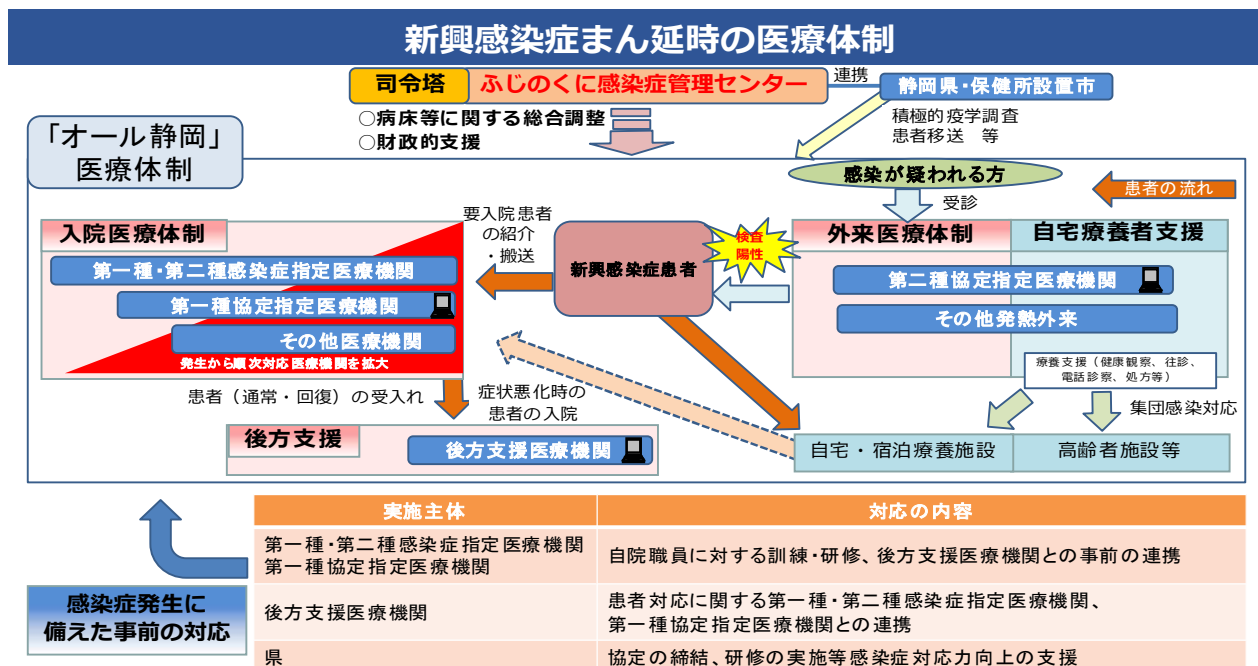 新興感染症まん延時の医療体制
司令塔
ふじのくに感染症管理センター
連携
静岡県・保健所設置市
○病床等に関する総合調整
○財政的支援
積極的疫学調査
患者移送 等
「オール静岡」
医療体制
感染が疑われる方
患者の流れ
受診
入院医療体制
要入院患者
の紹介
・搬送
新興感染症患者
検査
陽性
外来医療体制
自宅療養者支援
第一種・第二種感染症指定医療機関
第一種協定指定医療機関
その他医療機関
発生から順次対応医療機関を拡大
第二種協定指定医療機関
その他発熱外来
療養支援（健康観察、往診、
電話診察、処方等）
患者（通常・回復）の受入れ
症状悪化時の
患者の入院
集団感染対応
後方支援
後方支援医療機関
自宅・宿泊療養施設
高齢者施設等
感染症発生に
備えた事前の対応
実施主体
対応の内容
第一種・第二種感染症指定医療機関
第一種協定指定医療機関
自院職員に対する訓練・研修、後方支援医療機関との事前の連携
後方支援医療機関
患者対応に関する第一種・第二種感染症指定医療機関、
第一種協定指定医療機関との連携
県
協定の締結、研修の実施等感染症対応力向上の支援